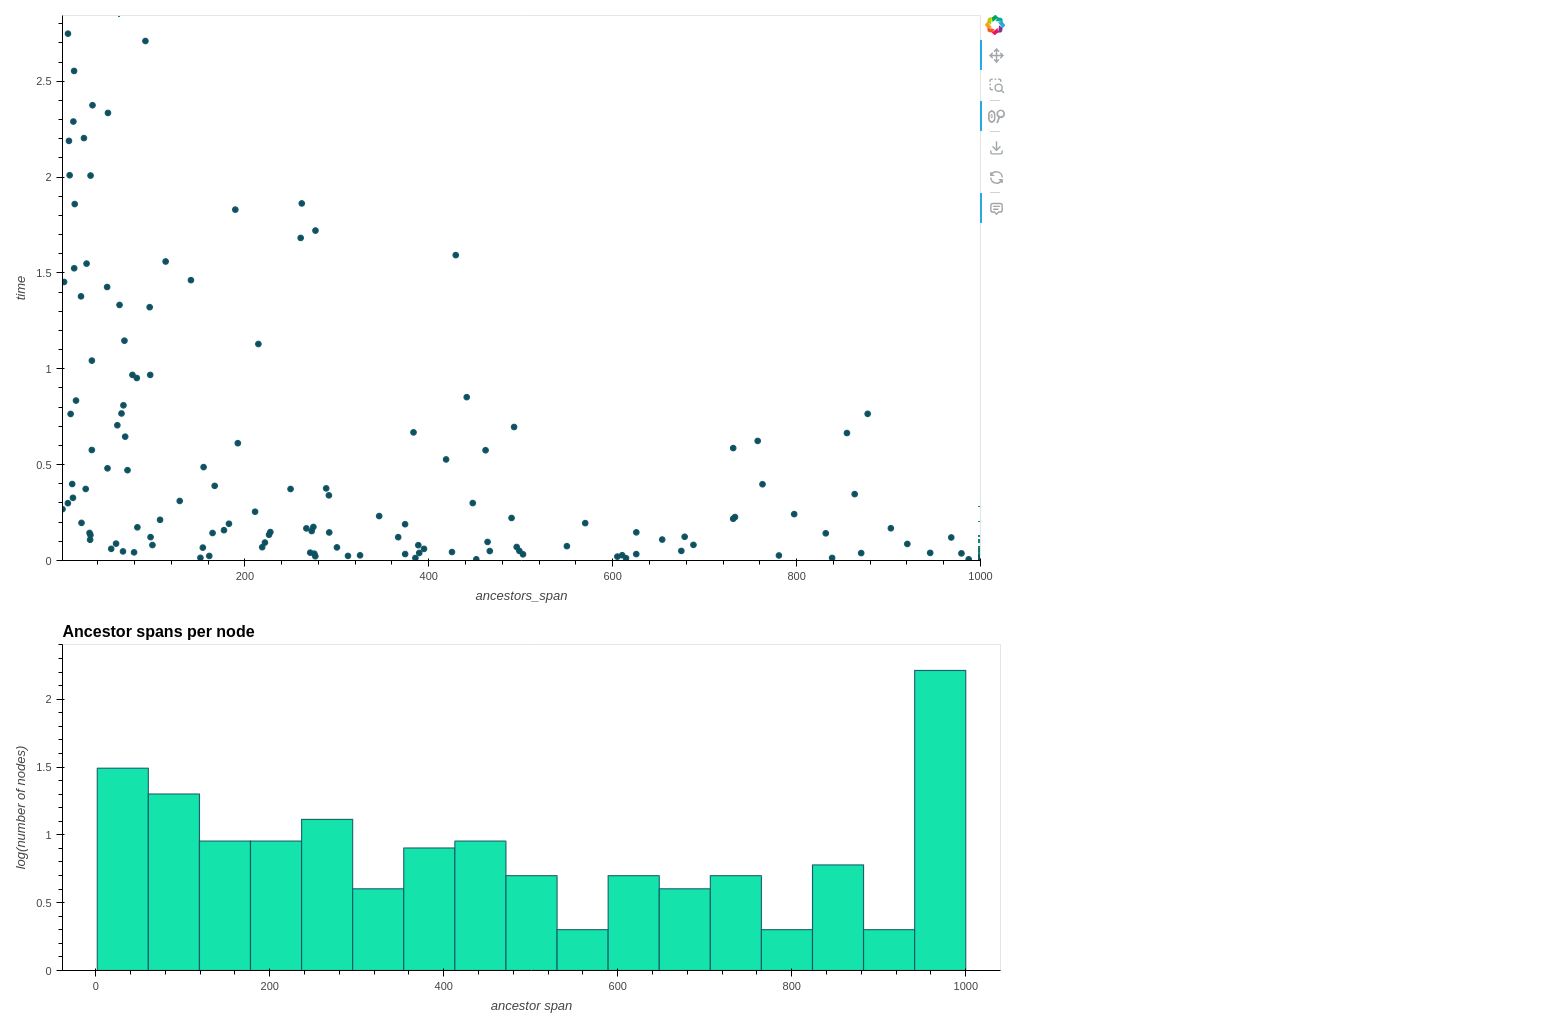 2.5
2
1.5
1
0.5
0
time
200 400 600 800 1000
ancestors_span
Ancestor spans per node
2
1.5
1
0.5
0
log(number of nodes)
0 200 400 600 800 1000
ancestor span